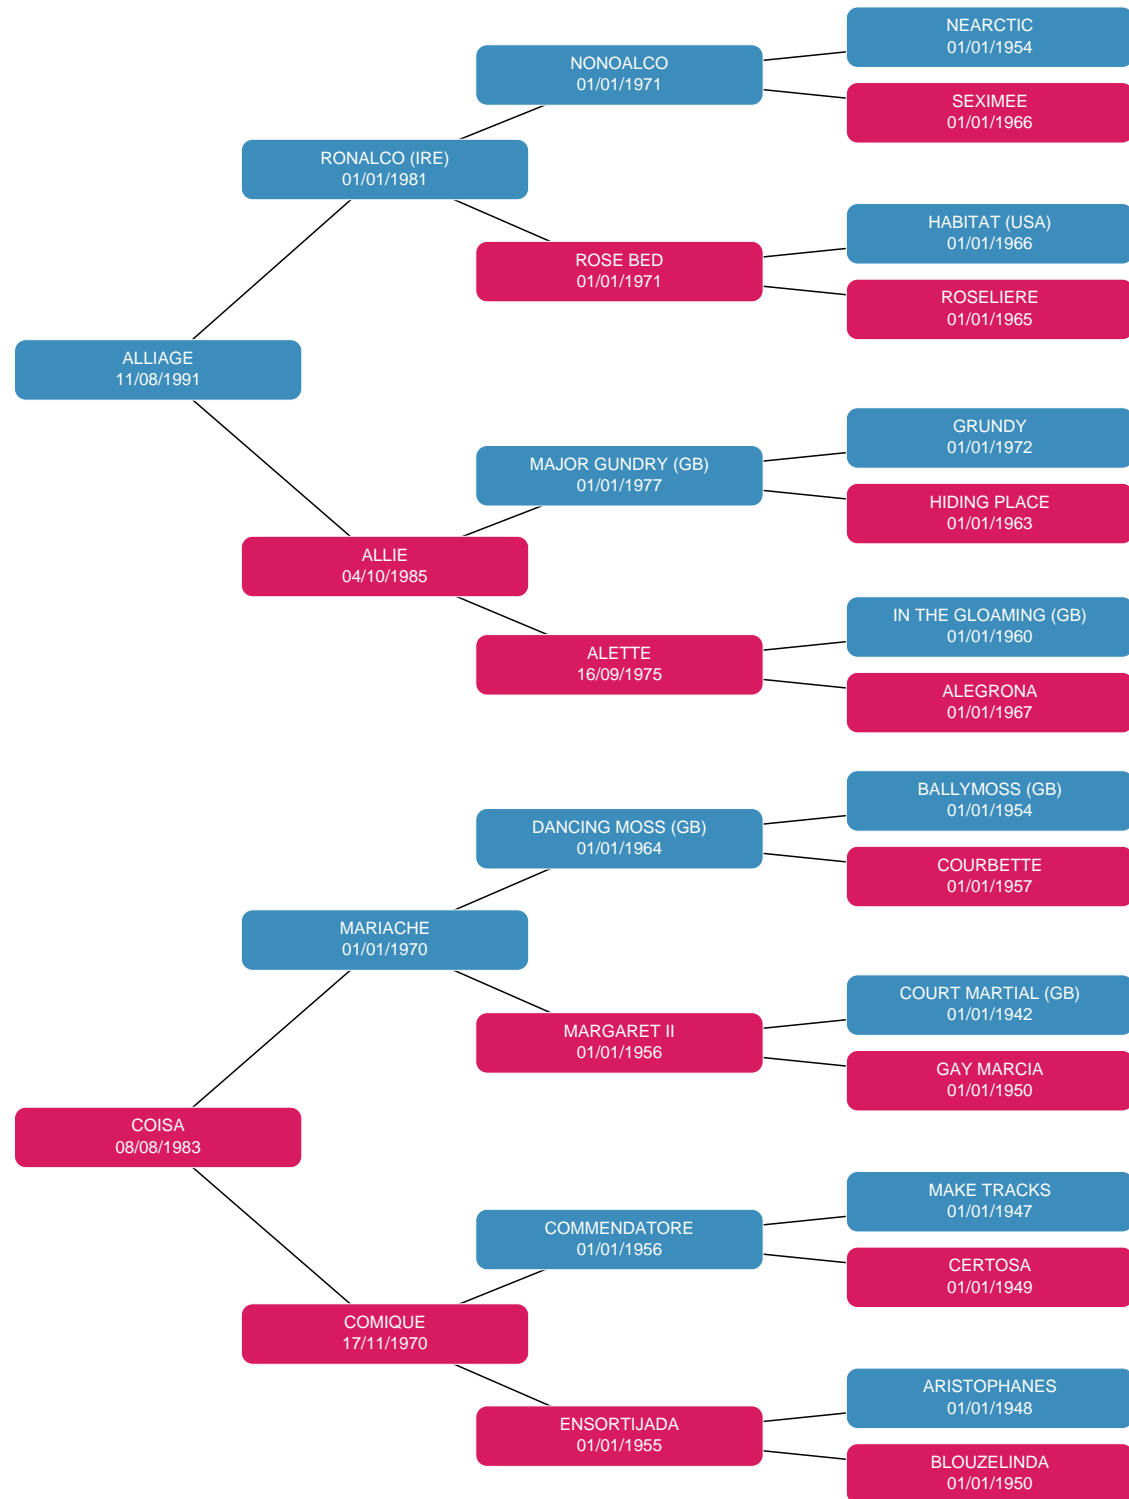 NEARCTIC
01/01/1954
NONOALCO
01/01/1971
SEXIMEE
01/01/1966
RONALCO (IRE)
01/01/1981
HABITAT (USA)
01/01/1966
ROSE BED
01/01/1971
ROSELIERE
01/01/1965
ALLIAGE
11/08/1991
GRUNDY
01/01/1972
MAJOR GUNDRY (GB)
01/01/1977
HIDING PLACE
01/01/1963
ALLIE
04/10/1985
IN THE GLOAMING (GB)
01/01/1960
ALETTE
16/09/1975
ALEGRONA
01/01/1967
BALLYMOSS (GB)
01/01/1954
DANCING MOSS (GB)
01/01/1964
COURBETTE
01/01/1957
MARIACHE
01/01/1970
COURT MARTIAL (GB)
01/01/1942
MARGARET II
01/01/1956
GAY MARCIA
01/01/1950
COISA
08/08/1983
MAKE TRACKS
01/01/1947
COMMENDATORE
01/01/1956
CERTOSA
01/01/1949
COMIQUE
17/11/1970
ARISTOPHANES
01/01/1948
ENSORTIJADA
01/01/1955
BLOUZELINDA
01/01/1950